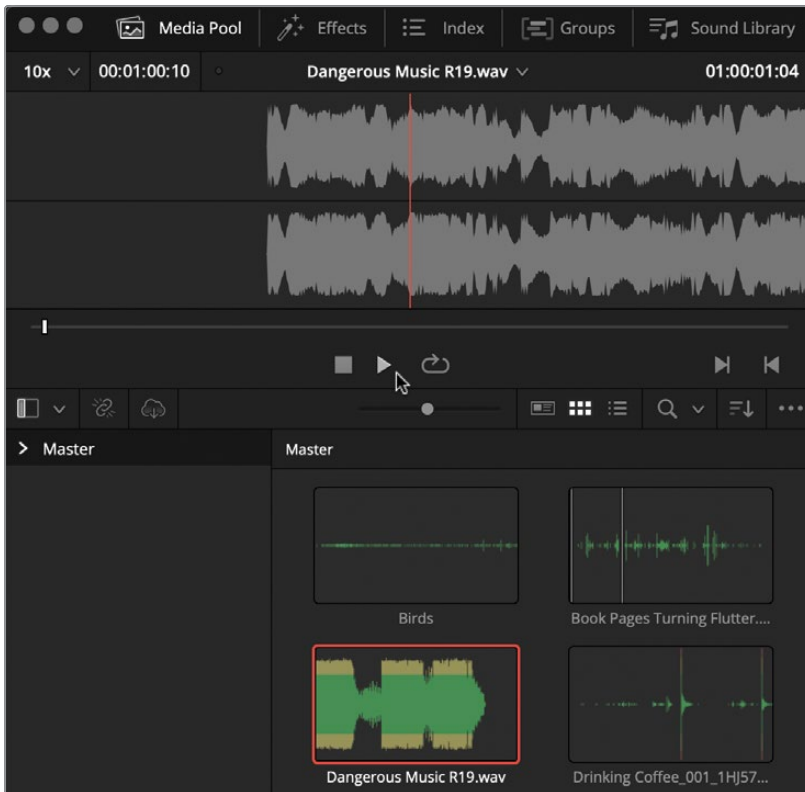 Media Pool Effects Index Groups Sound Library
10x 00:01:00:10 Dangerous Music R19.wav 01:00:01:04
Master Master
Birds Book Pages Turning Flutter....
Dangerous Music R19.wav Drinking Coffee_001_1HJ57...